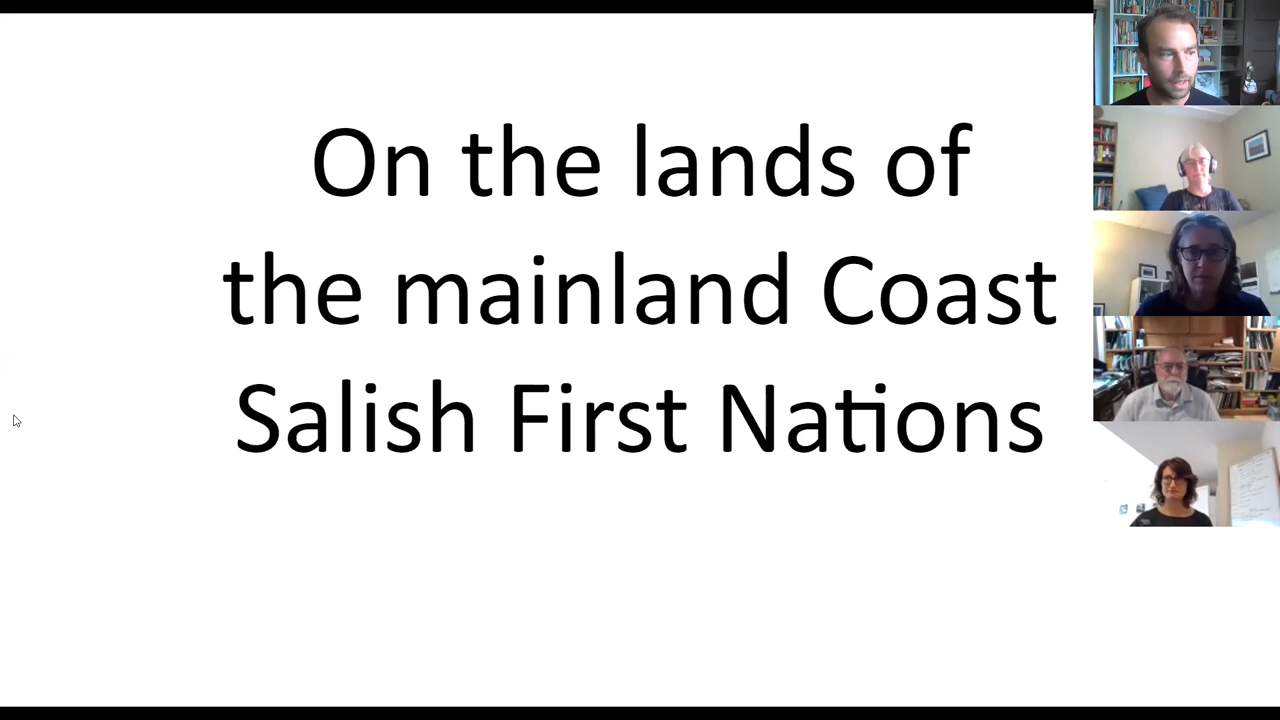 On the lands of
the mainland Coast
Salish First Nations